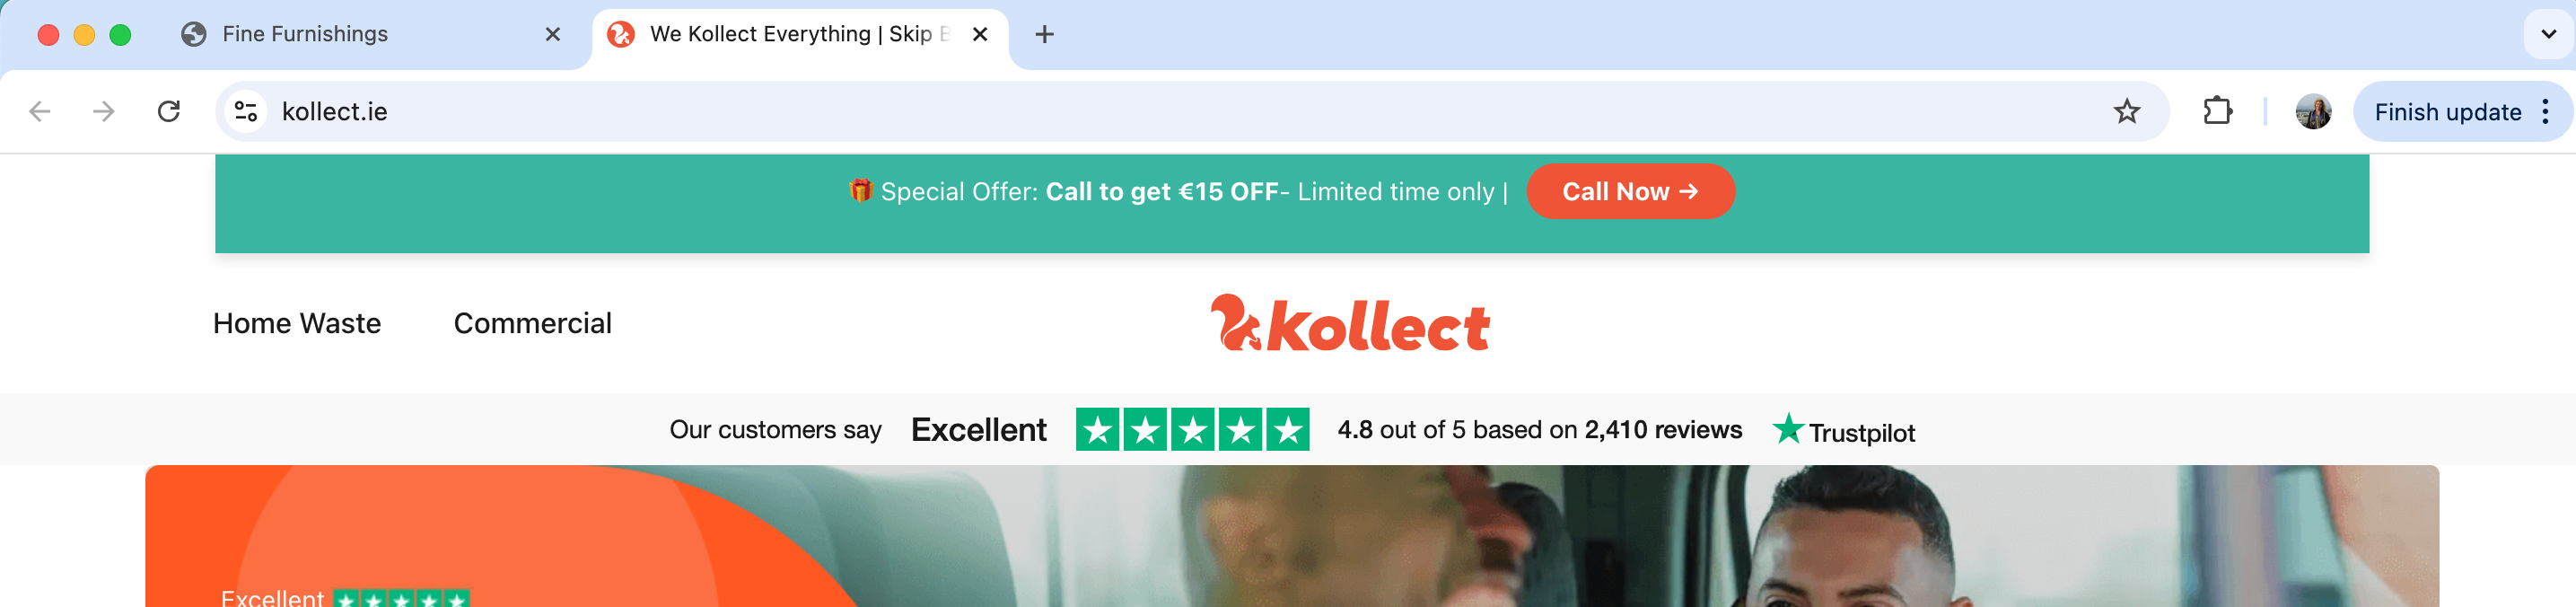 Fine Furnishings
We Kollect Everything | Skip
kollect.ie
Finish update
Special Offer: Call to get €15 OFF- Limited time only |
Call Now →
Home Waste
Commercial
kollect
Our customers say Excellent 4.8 out of 5 based on 2,410 reviews Trustpilot
Excellent